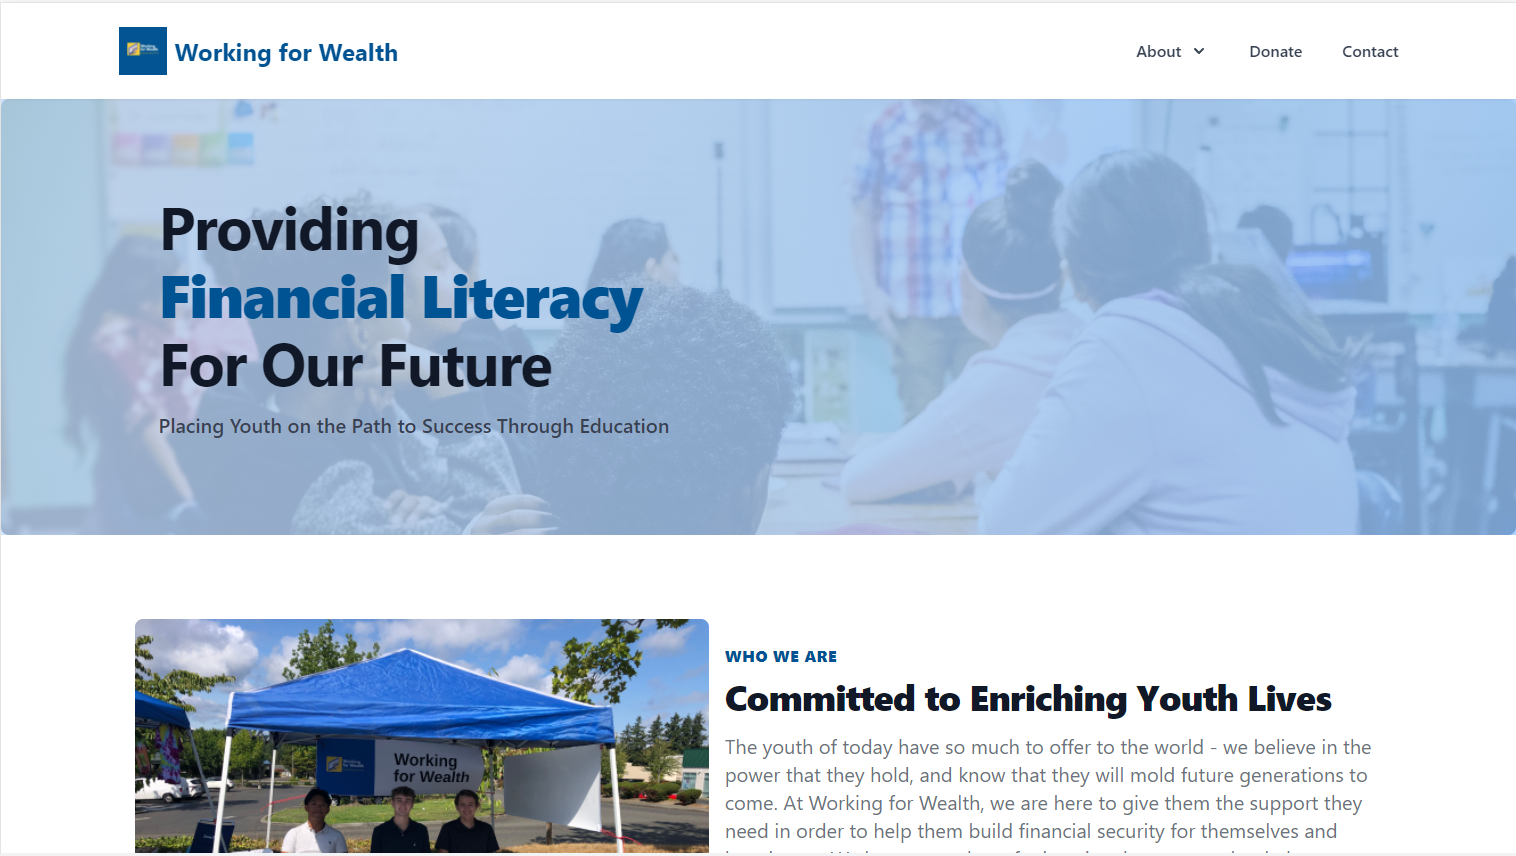 Working for Wealth
About
Donate
Contact
Providing
Financial Literacy
For Our Future
Placing Youth on the Path to Success Through Education
WHO WE ARE
Committed to Enriching Youth Lives
The youth of today have so much to offer to the world - we believe in the
power that they hold, and know that they will mold future generations to
come. At Working for Wealth, we are here to give them the support they
need in order to help them build financial security for themselves and
Working
for Wealth
Working
for Wealth